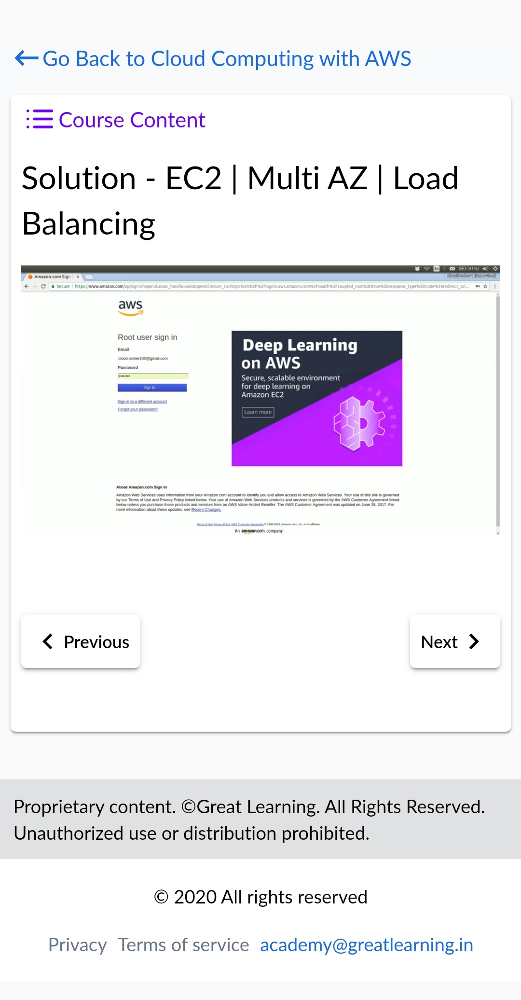 Go Back to Cloud Computing with AWS
Course Content
Solution - EC2 | Multi AZ | Load
Balancing
En (41%)
Amazon.com Sign I
CloudRocker-1 (Supervised)
Secure https://www.amazon.com/ap/signin?openid.assoc_handle=aws&openid.return_to=https%3A%2F%2Fsignin.aws.amazon.com%2Foauth%3Fcoupled_root%3Dtrue%26response_type%3Dcode%26redirect_uri...
aws
Root user sign in
Email
cloud.rocker100@gmail.com
Password
Sign In
Sign in to a different account
Forgot your password?
Deep Learning
on AWS
Secure, scalable environment
for deep learning on
Amazon EC2
Learn more
About Amazon.com Sign In
Amazon Web Services uses information from your Amazon.com account to identify you and allow access to Amazon Web Services. Your use of this site is governed
by our Terms of Use and Privacy Policy linked below. Your use of Amazon Web Services products and services is governed by the AWS Customer Agreement linked
below unless you purchase these products and services from an AWS Value Added Reseller. The AWS Customer Agreement was updated on June 28, 2017. For
more information about these updates, see Recent Changes.
Terms of Use Privacy Policy AWS Customer Agreement © 1996-2018, Amazon.com, Inc. or its affiliates
An amazon.com. company
Previous
Next
Proprietary content. ©Great Learning. All Rights Reserved.
Unauthorized use or distribution prohibited.
© 2020 All rights reserved
Privacy Terms of service academy@greatlearning.in